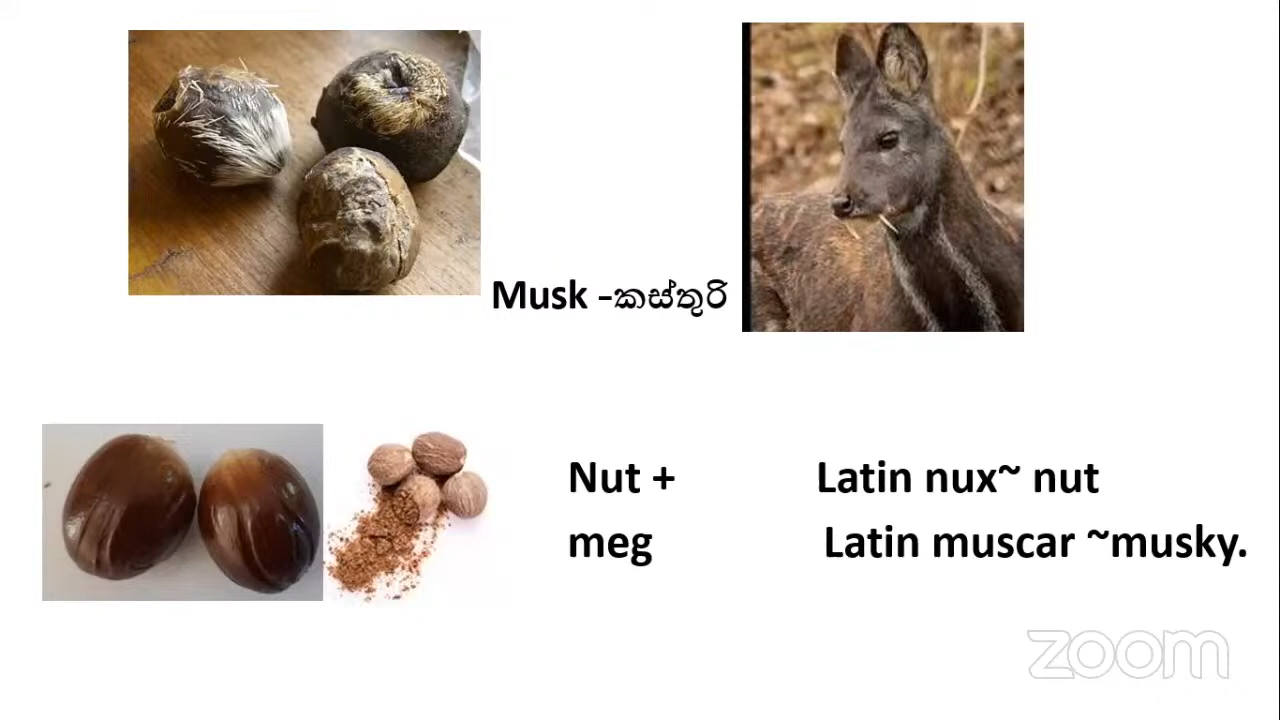 Musk -කස්තුරි
Nut + Latin nux~ nut
meg Latin muscar ~musky.
zoom